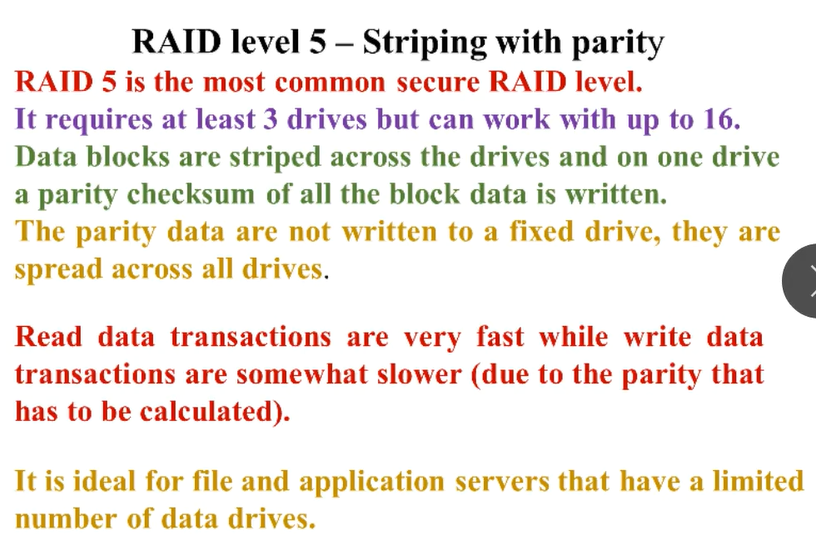 RAID level 5 – Striping with parity
RAID 5 is the most common secure RAID level.
It requires at least 3 drives but can work with up to 16.
Data blocks are striped across the drives and on one drive
a parity checksum of all the block data is written.
The parity data are not written to a fixed drive, they are
spread across all drives.
Read data transactions are very fast while write data
transactions are somewhat slower (due to the parity that
has to be calculated).
It is ideal for file and application servers that have a limited
number of data drives.